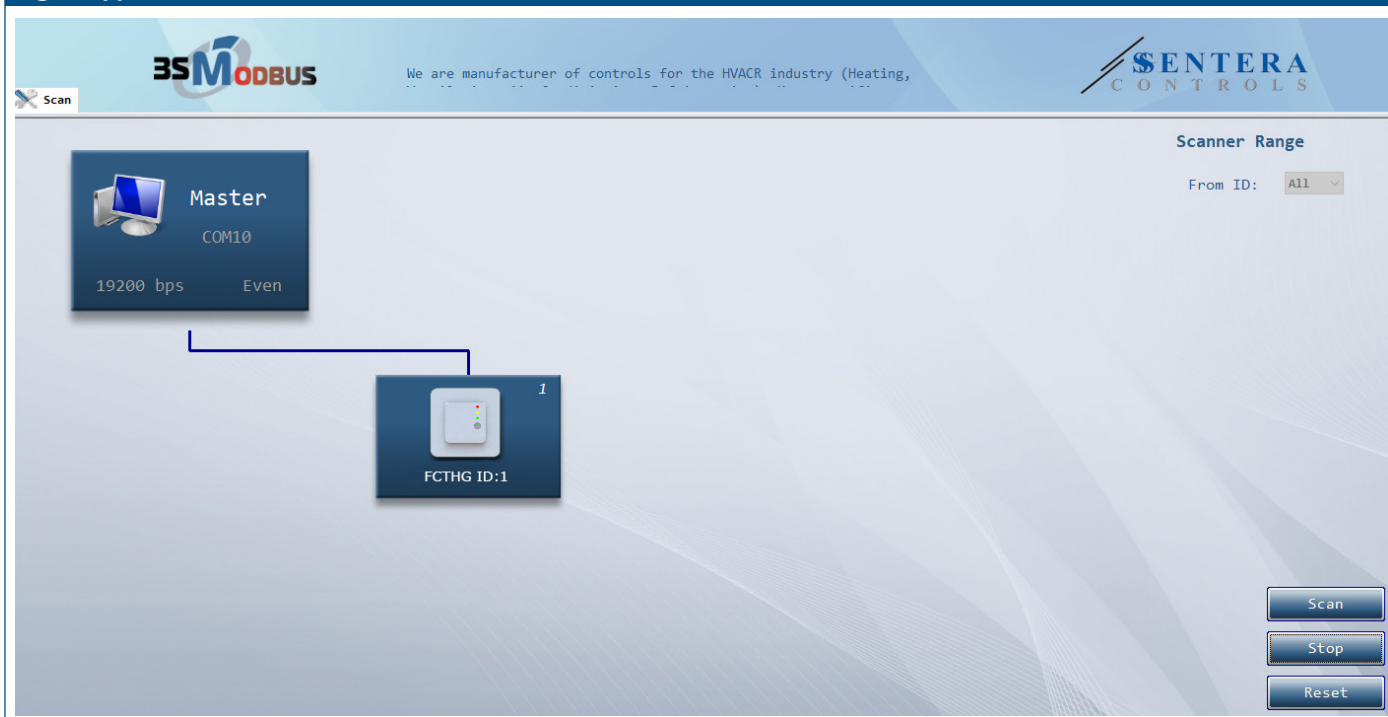 3SMODBUS
We are manufacturer of controls for the HVACR industry (Heating,
SENTERA
CONTROLS
Scan
Scanner Range
From ID: All
Master
COM10
19200 bps Even
1
FCTHG ID:1
Scan
Stop
Reset